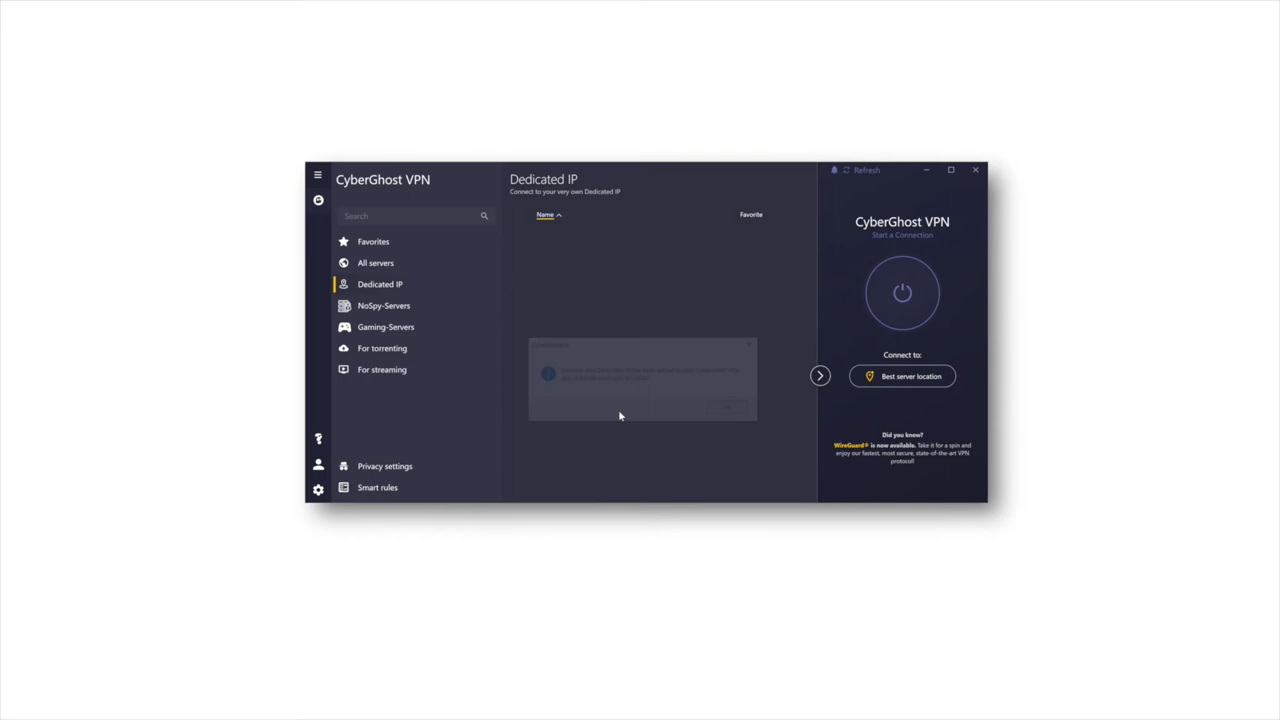 CyberGhost VPN
Search
Favorites
All servers
Dedicated IP
NoSpy-Servers
Gaming-Servers
For torrenting
For streaming
Privacy settings
Smart rules
Dedicated IP
Connect to your very own Dedicated IP
Name
Favorite
Refresh
CyberGhost VPN
Start a Connection
Connect to:
Best server location
Did you know?
WireGuard® is now available. Take it for a spin and
enjoy our fastest, most secure, state-of-the-art VPN
protocol!